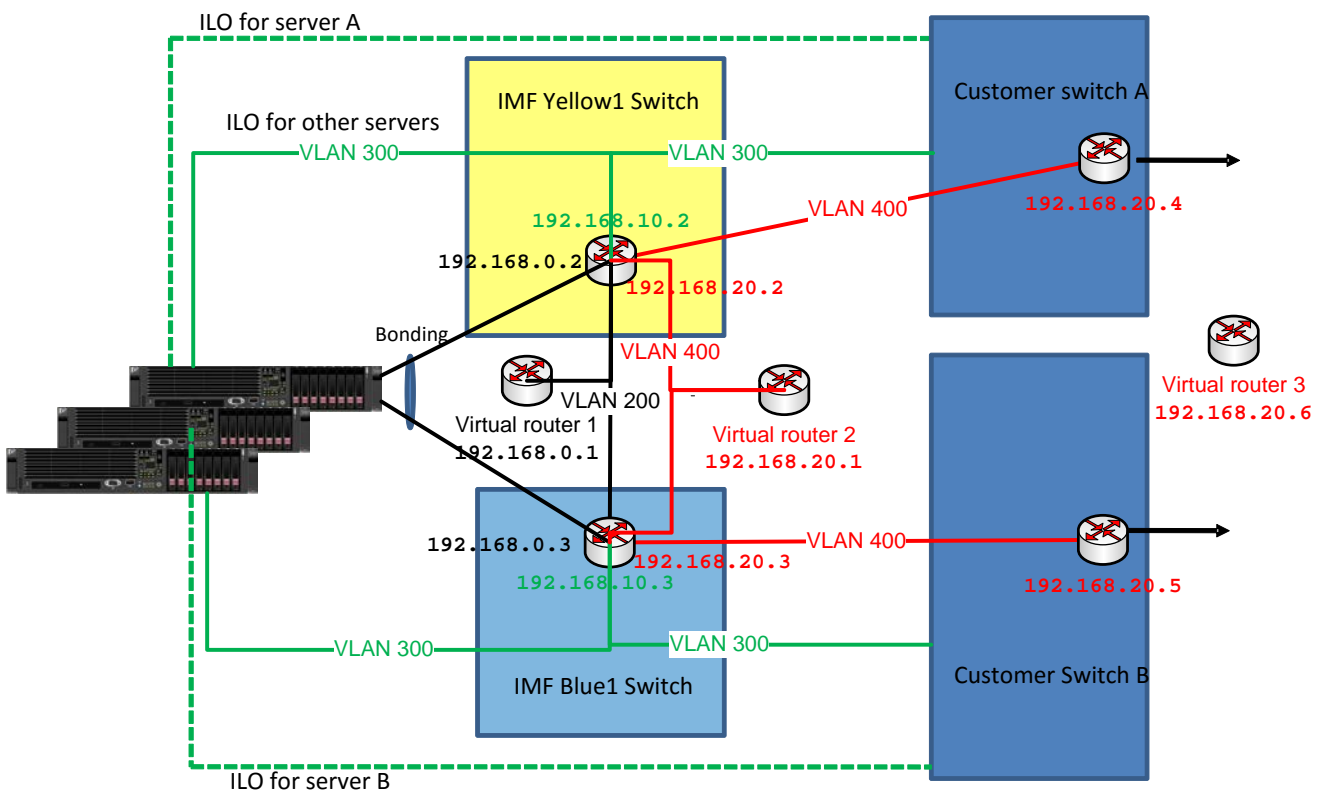 ILO for server A
IMF Yellow1 Switch
Customer switch A
ILO for other servers
VLAN 300
VLAN 300
VLAN 400
192.168.20.4
192.168.10.2
192.168.0.2
192.168.20.2
Bonding
VLAN 400
VLAN 200
-
Virtual router 1
192.168.0.1
Virtual router 2
192.168.20.1
Virtual router 3
192.168.20.6
192.168.0.3
192.168.20.3
192.168.10.3
VLAN 400
192.168.20.5
VLAN 300
VLAN 300
IMF Blue1 Switch
Customer Switch B
ILO for server B